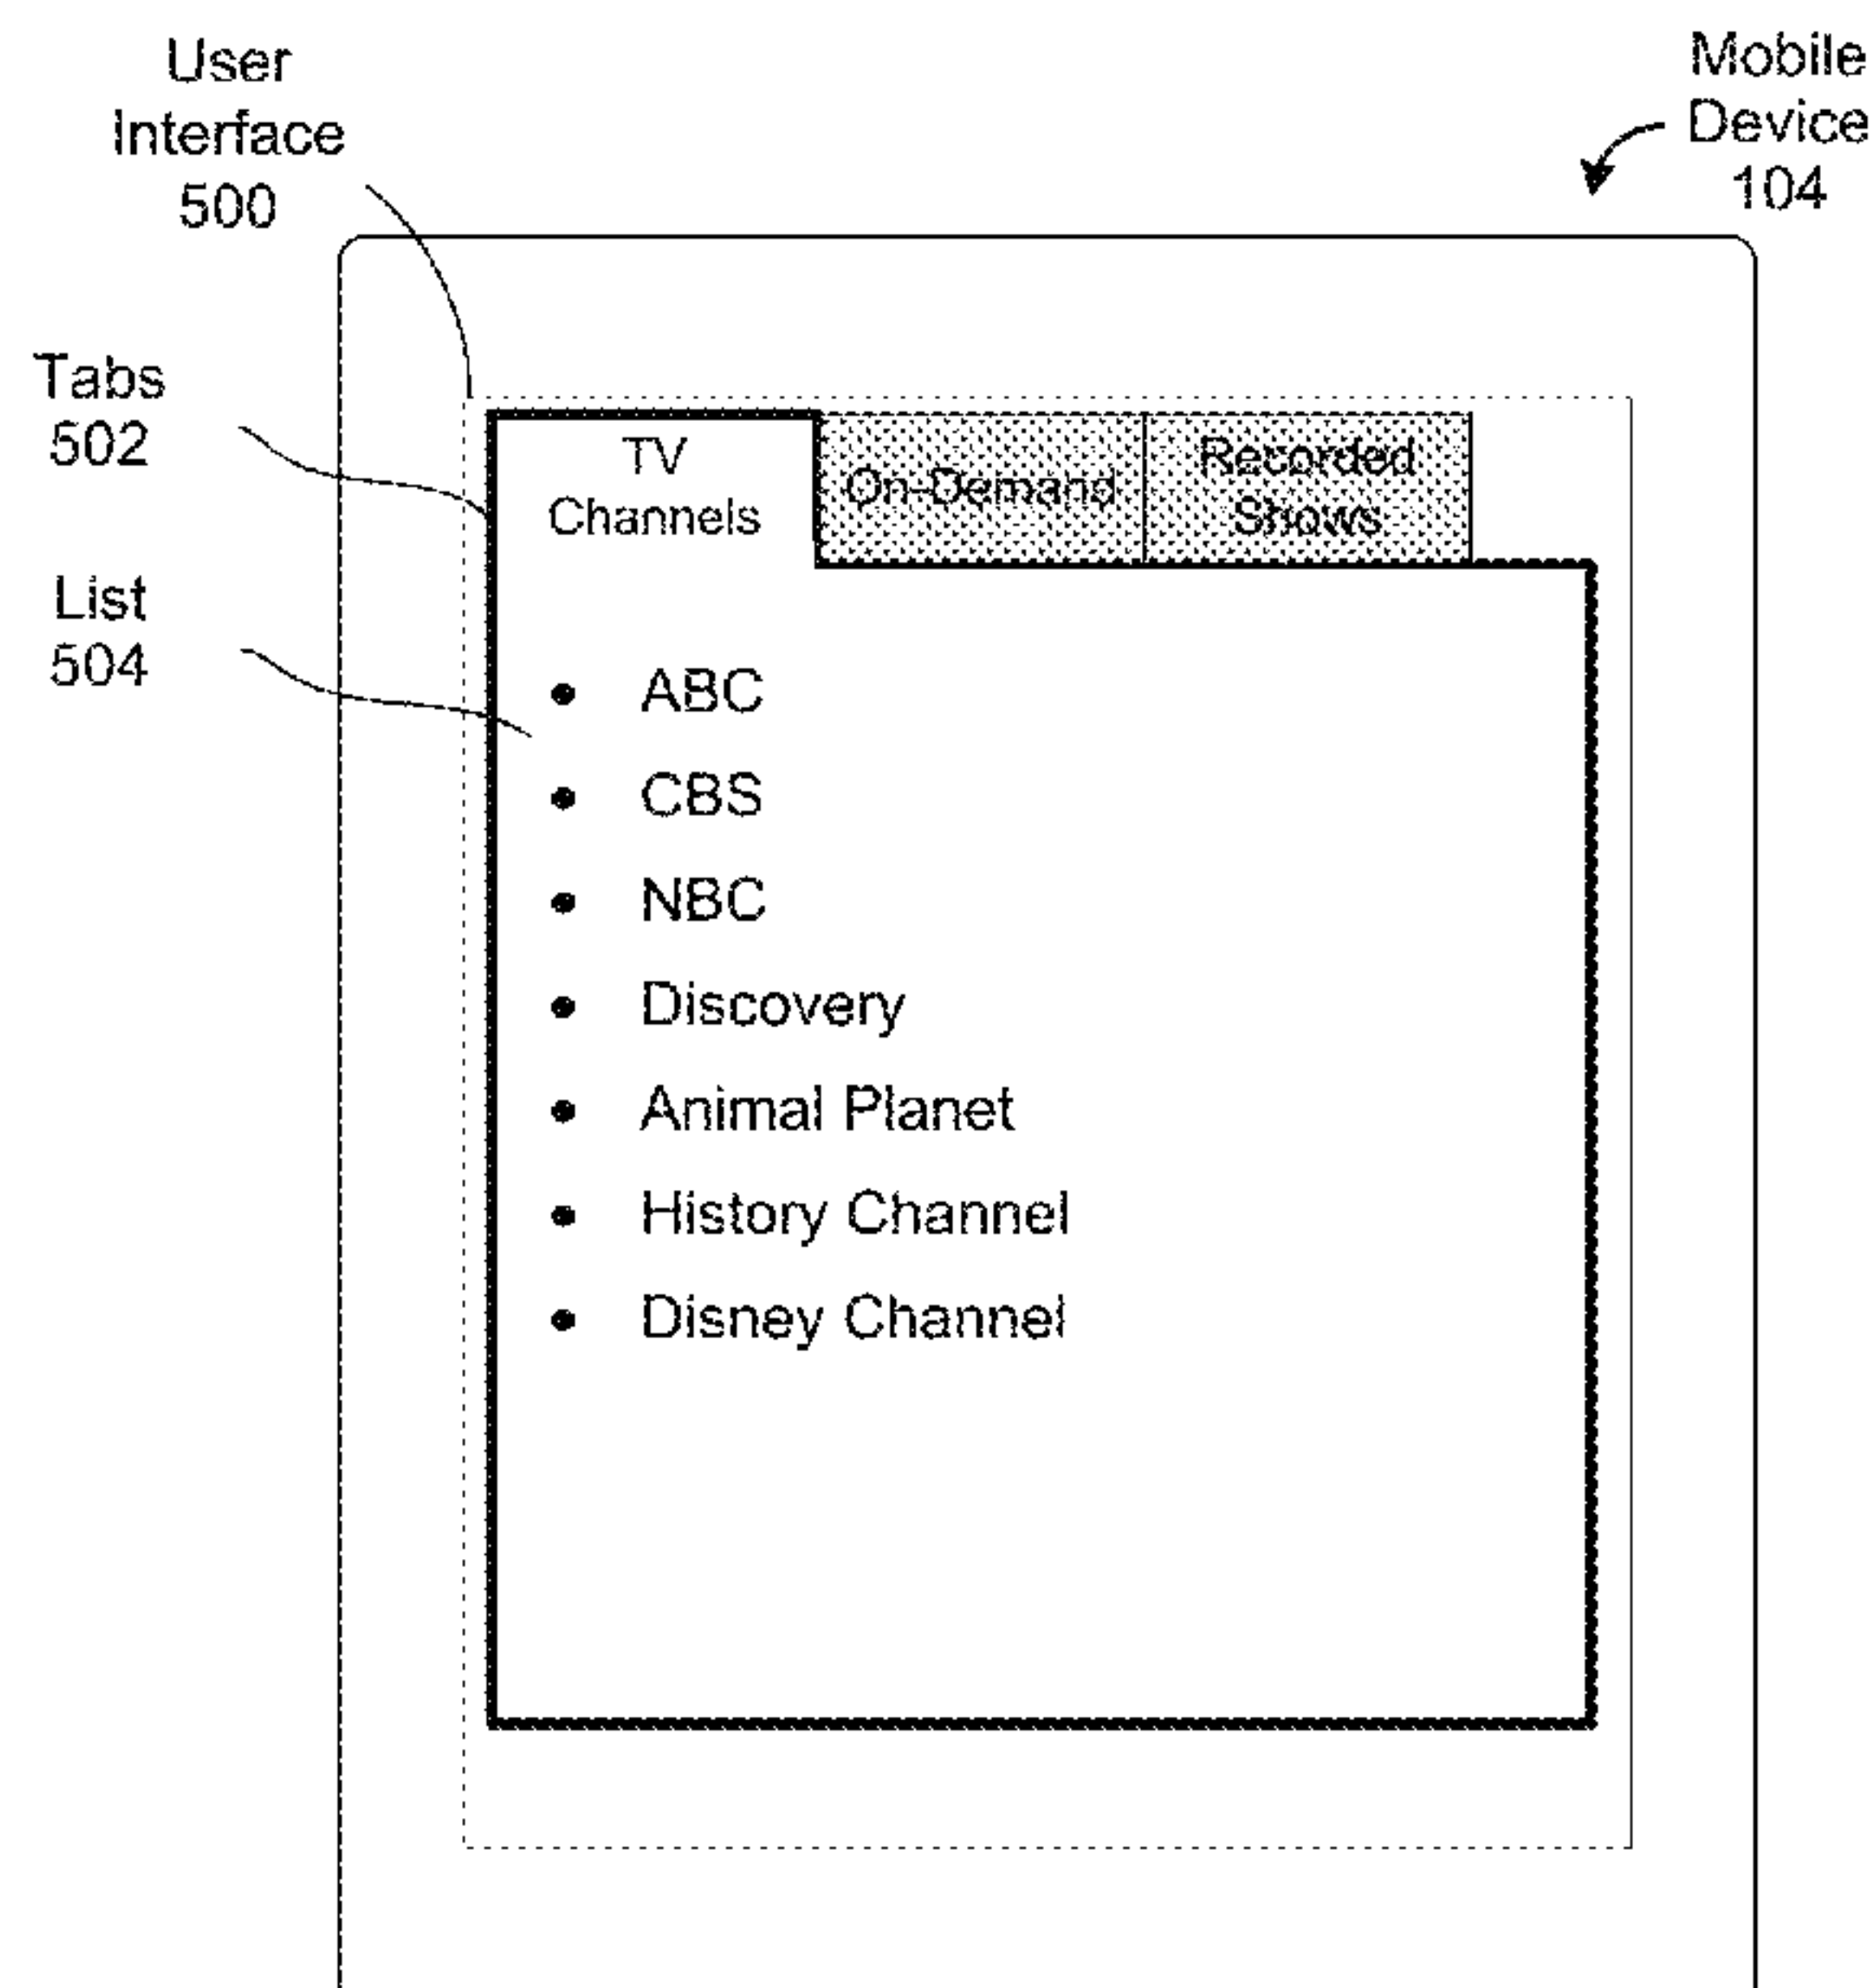 User
Interface
500
Mobile
Device
104
Tabs
502
List
504
TV
Channels
On-Demand
Recorded
Shows
• ABC
• CBS
• NBC
• Discovery
• Animal Planet
• History Channel
• Disney Channel